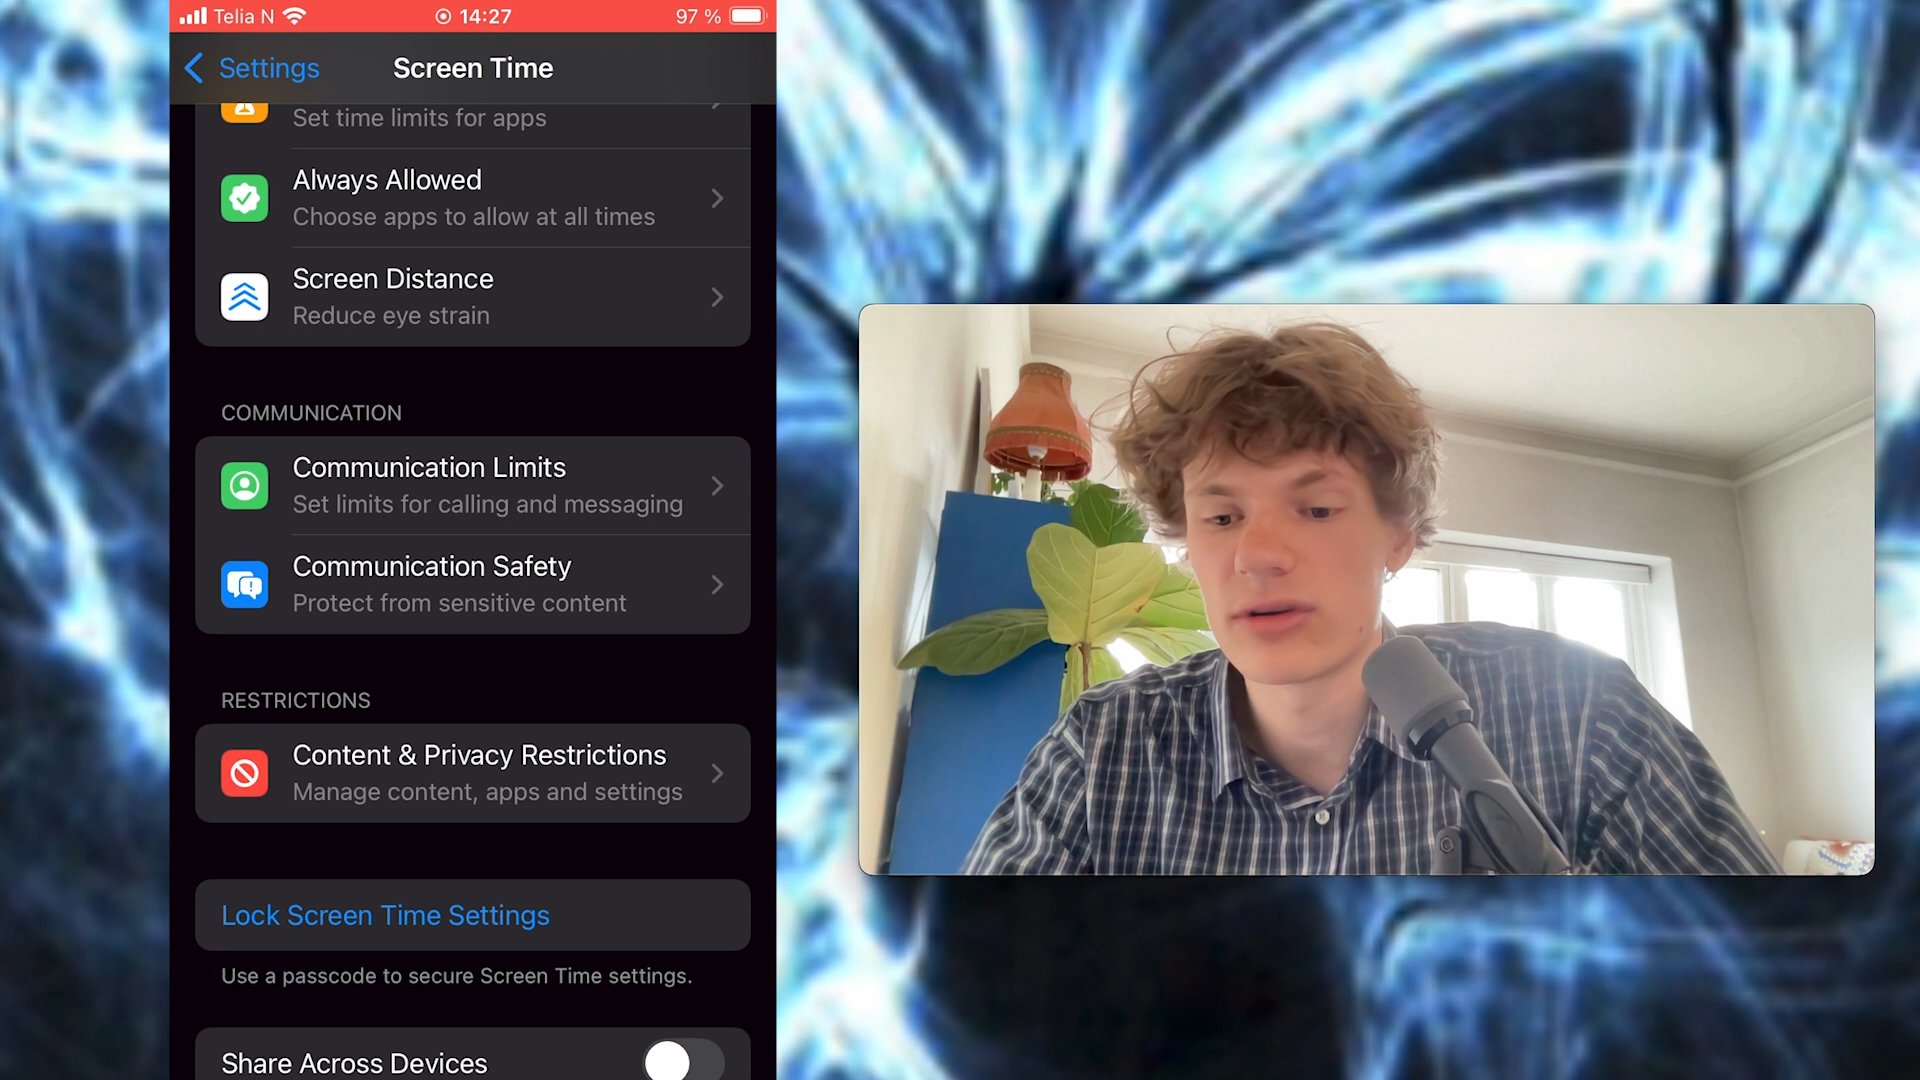 Telia N 14:27 97 %
Settings Screen Time
Set time limits for apps
Always Allowed
Choose apps to allow at all times
Screen Distance
Reduce eye strain
COMMUNICATION
Communication Limits
Set limits for calling and messaging
Communication Safety
Protect from sensitive content
RESTRICTIONS
Content & Privacy Restrictions
Manage content, apps and settings
Lock Screen Time Settings
Use a passcode to secure Screen Time settings.
Share Across Devices